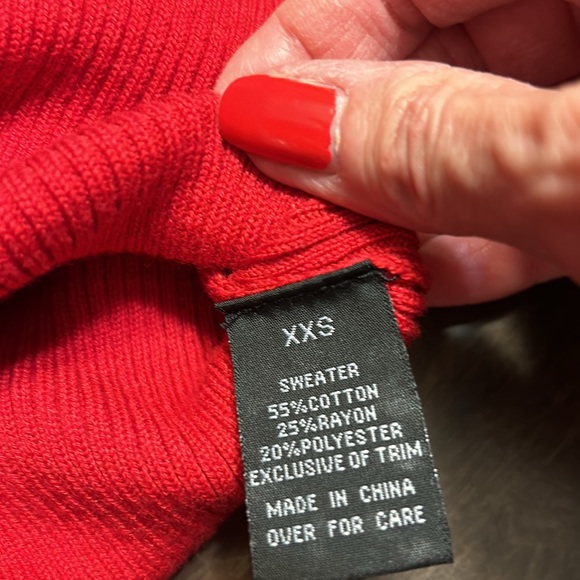 XXS
SWEATER
55%COTTON
25%RAYON
20%POLYESTER
EXCLUSIVE OF TRIM
MADE IN CHINA
OVER FOR CARE